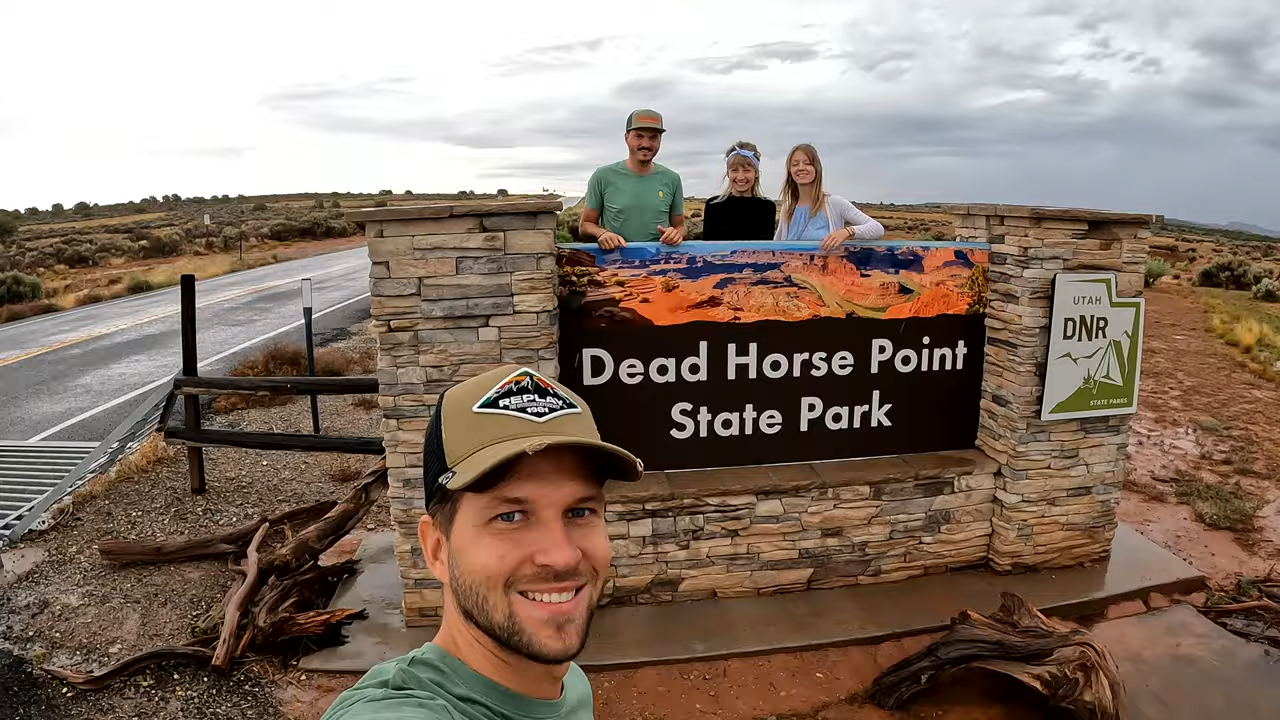 Dead Horse Point
State Park
UTAH
DNR
STATE PARKS
REPLAY
1981